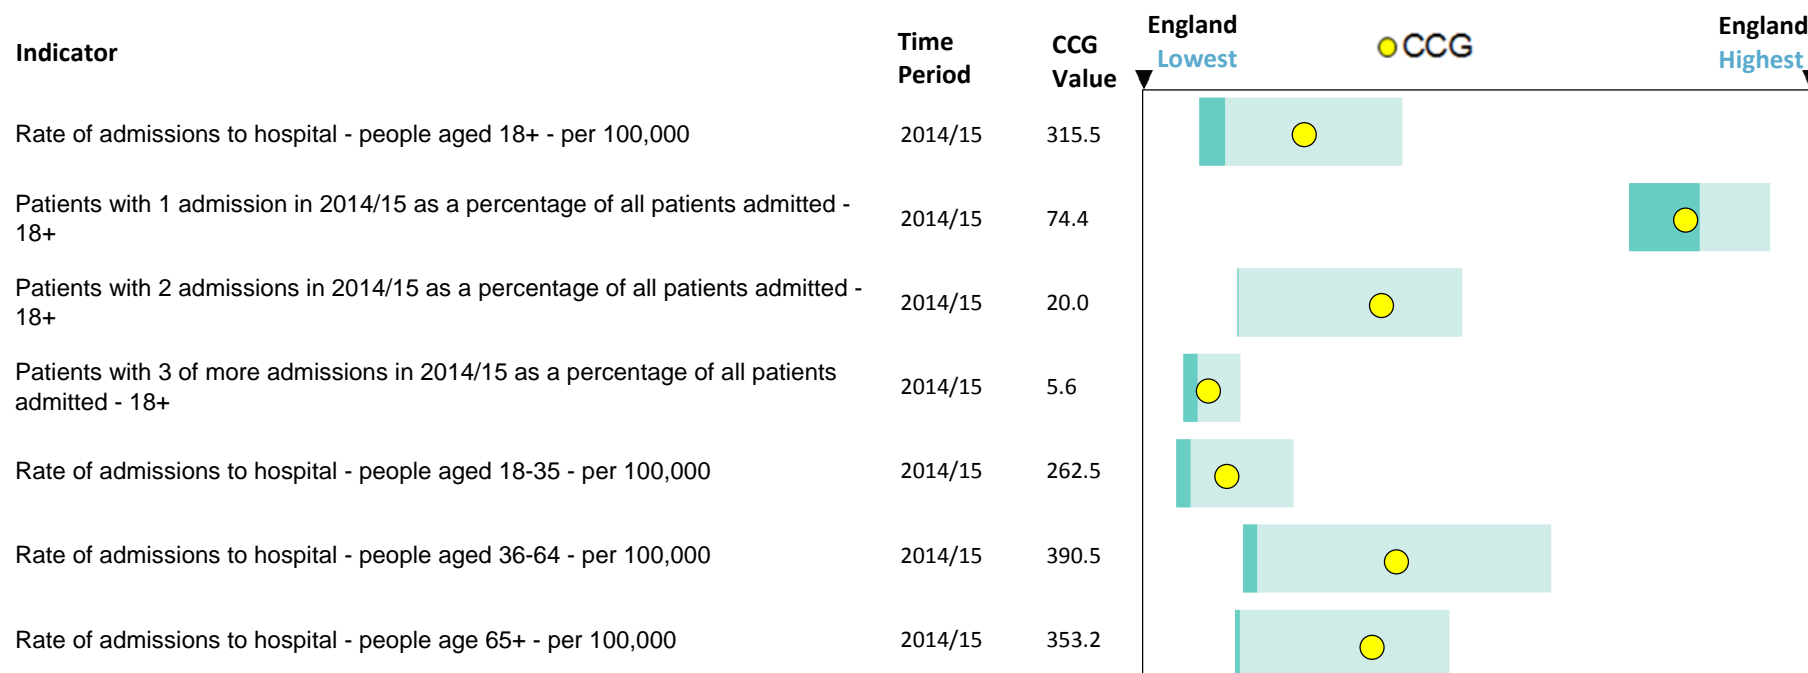 Indicator
Time
Period
CCG
Value
England
Lowest
CCG
England
Highest
Rate of admissions to hospital - people aged 18+ - per 100,000 2014/15 315.5
Patients with 1 admission in 2014/15 as a percentage of all patients admitted -
18+ 2014/15 74.4
Patients with 2 admissions in 2014/15 as a percentage of all patients admitted -
18+ 2014/15 20.0
Patients with 3 of more admissions in 2014/15 as a percentage of all patients
admitted - 18+ 2014/15 5.6
Rate of admissions to hospital - people aged 18-35 - per 100,000 2014/15 262.5
Rate of admissions to hospital - people aged 36-64 - per 100,000 2014/15 390.5
Rate of admissions to hospital - people age 65+ - per 100,000 2014/15 353.2